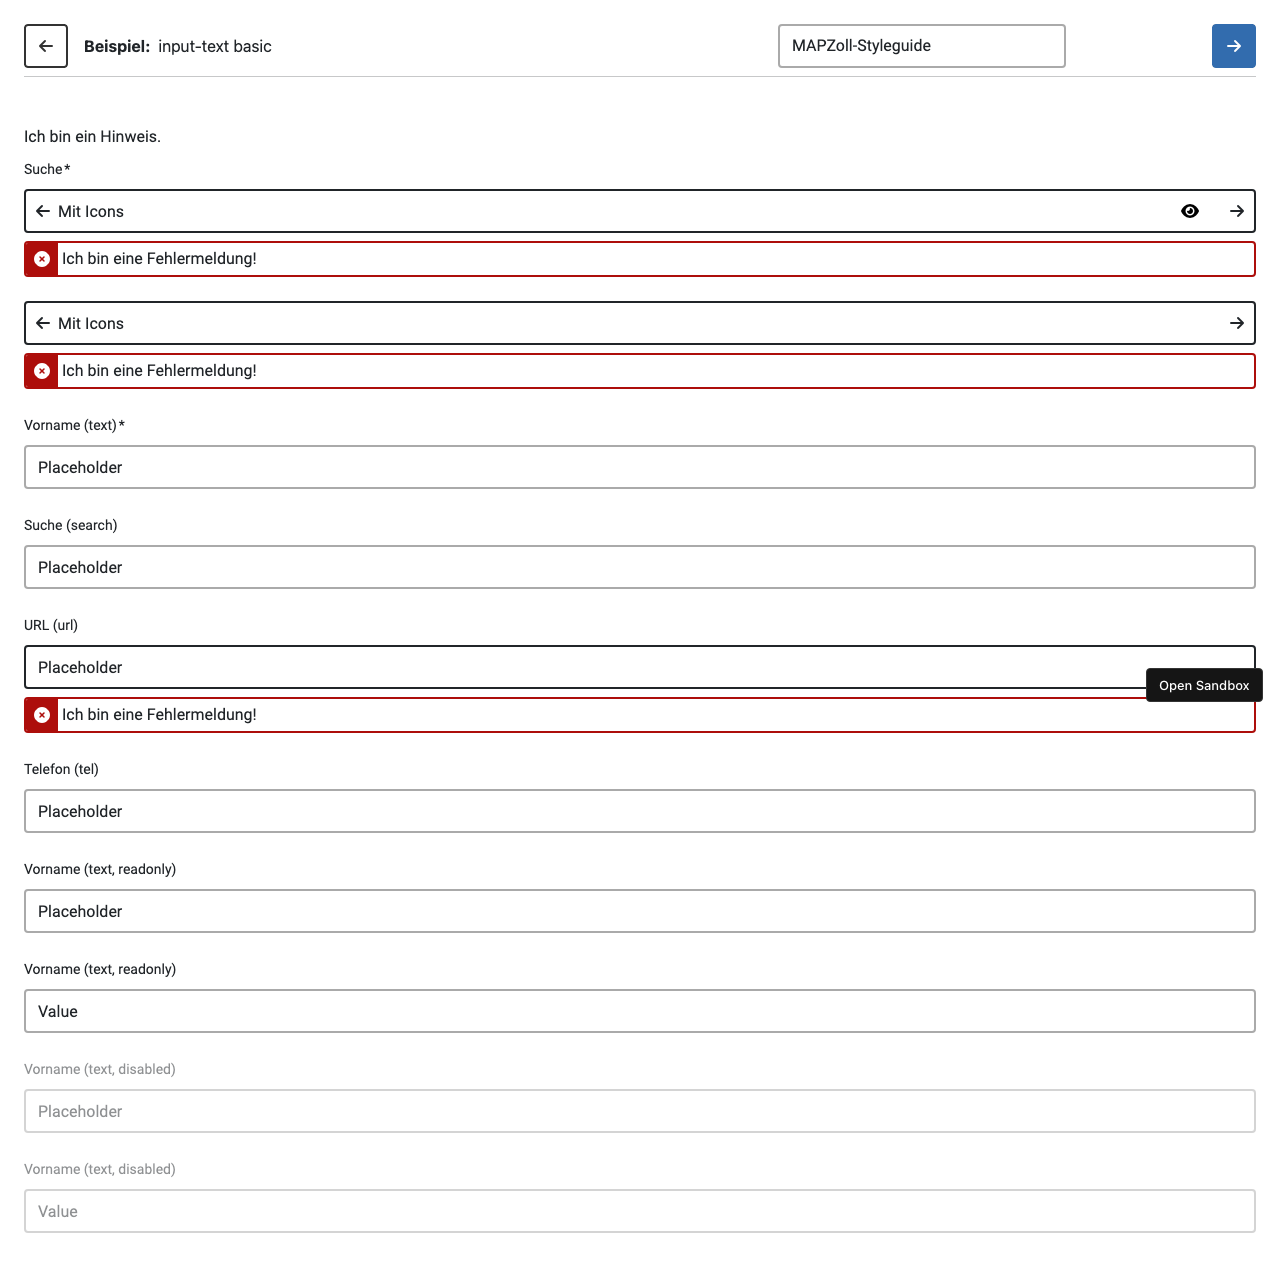 Beispiel: input-text basic
MAPZoll-Styleguide
Ich bin ein Hinweis.
Suche*
Mit Icons
Ich bin eine Fehlermeldung!
Mit Icons
Ich bin eine Fehlermeldung!
Vorname (text)*
Placeholder
Suche (search)
Placeholder
URL (url)
Placeholder
Open Sandbox
Ich bin eine Fehlermeldung!
Telefon (tel)
Placeholder
Vorname (text, readonly)
Placeholder
Vorname (text, readonly)
Value
Vorname (text, disabled)
Placeholder
Vorname (text, disabled)
Value